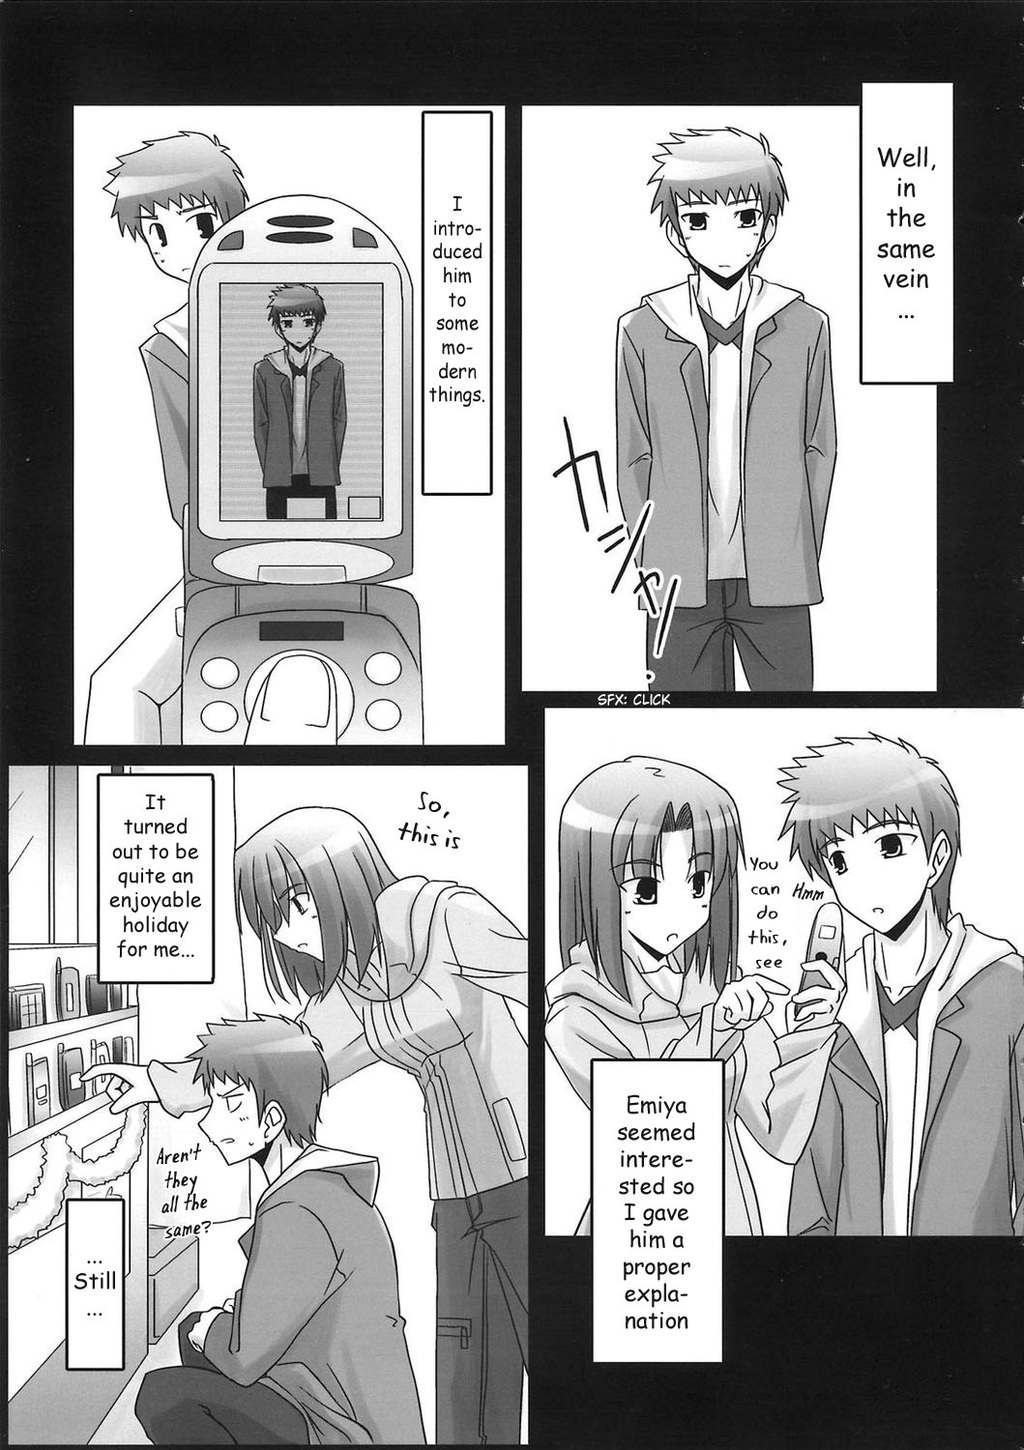 Well,
in
the
same
vein
...
カシャッ
SFX: CLICK
I
intro-
duced
him
to
some
mo-
dern
things.
You
can
do
this,
see
Hmm
Emiya
seemed
intere-
sted so
I gave
him a
proper
expla-
nation
It
turned
out to be
quite an
enjoyable
holiday
for me...
So,
this is
Aren't
they
all the
same?
...
Still
...